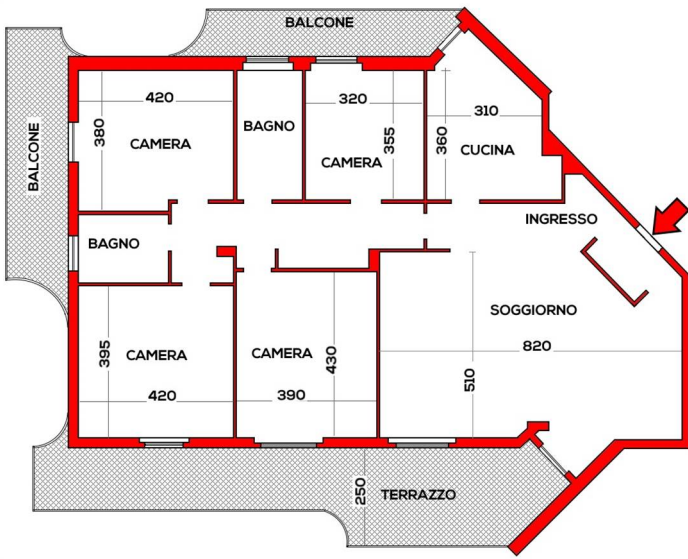 BALCONE
BALCONE
420
380
CAMERA
BAGNO
320
355
CAMERA
310
360
CUCINA
INGRESSO
BAGNO
SOGGIORNO
820
510
395
CAMERA
420
CAMERA
430
390
250
TERRAZZO